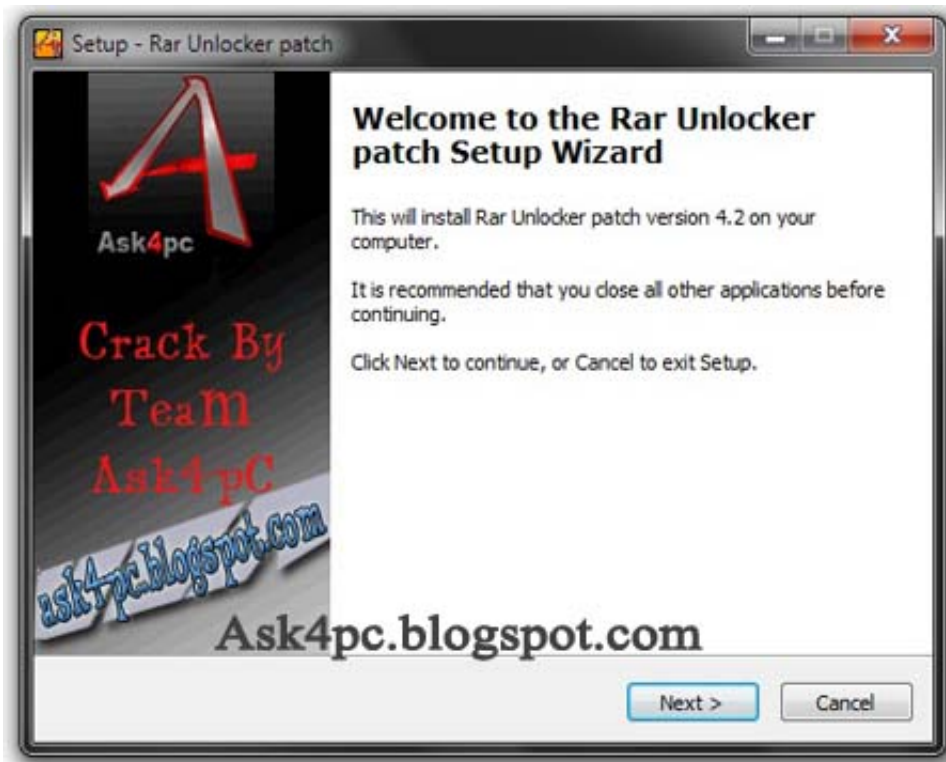 Setup - Rar Unlocker patch
Ask4pc
Crack By
Team
Ask4pC
ask4-pc.blogspot.com
Welcome to the Rar Unlocker
patch Setup Wizard
This will install Rar Unlocker patch version 4.2 on your
computer.
It is recommended that you close all other applications before
continuing.
Click Next to continue, or Cancel to exit Setup.
Ask4pc.blogspot.com
Next >
Cancel